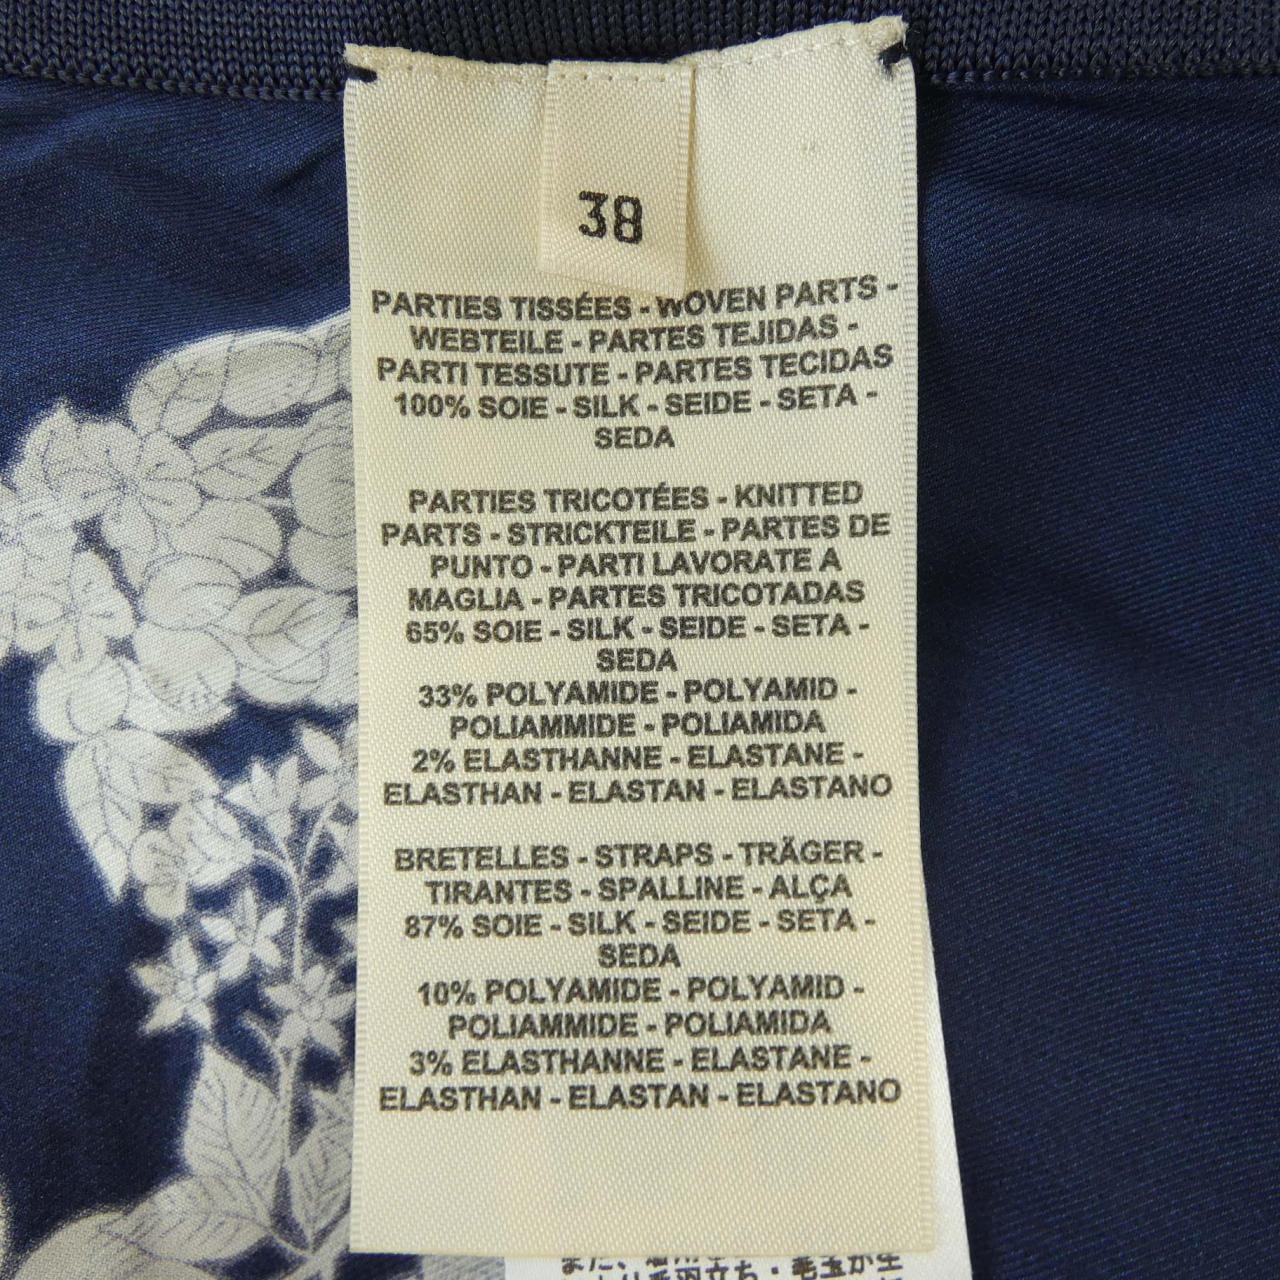 38
PARTIES TISSÉES - WOVEN PARTS -
WEBTEILE - PARTES TEJIDAS -
PARTI TESSUTE - PARTES TECIDAS
100% SOIE - SILK - SEIDE - SETA -
SEDA
PARTIES TRICOTÉES - KNITTED
PARTS - STRICKTEILE - PARTES DE
PUNTO - PARTI LAVORATE A
MAGLIA - PARTES TRICOTADAS
65% SOIE - SILK - SEIDE - SETA -
SEDA
33% POLYAMIDE - POLYAMID -
POLIAMMIDE - POLIAMIDA
2% ELASTHANNE - ELASTANE -
ELASTHAN - ELASTAN - ELASTANO
BRETELLES - STRAPS - TRÄGER -
TIRANTES - SPALLINE - ALÇA
87% SOIE - SILK - SEIDE - SETA -
SEDA
10% POLYAMIDE - POLYAMID -
POLIAMMIDE - POLIAMIDA
3% ELASTHANNE - ELASTANE -
ELASTHAN - ELASTAN - ELASTANO